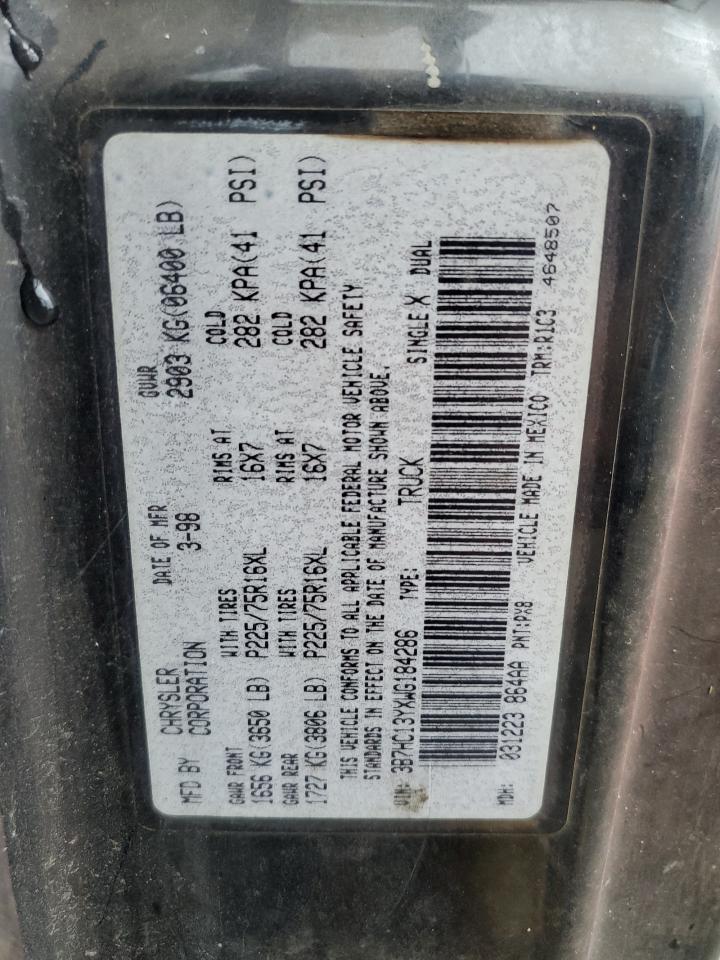 MFD BY CHRYSLER CORPORATION DATE OF MFR 3-98 GVWR 2903 KG(06400 LB)
GAWR FRONT WITH TIRES RIMS AT COLD
1656 KG(3650 LB) P225/75R16XL 16X7 282 KPA(41 PSI)
GAWR REAR WITH TIRES RIMS AT COLD
1727 KG(3806 LB) P225/75R16XL 16X7 282 KPA(41 PSI)
THIS VEHICLE CONFORMS TO ALL APPLICABLE FEDERAL MOTOR VEHICLE SAFETY
STANDARDS IN EFFECT ON THE DATE OF MANUFACTURE SHOWN ABOVE.
VIN: 3B7HC13YXWG184286 TYPE: TRUCK SINGLE X DUAL
MDH: 031223 864AA PNT:PX8 VEHICLE MADE IN MEXICO TRM:R1C3 4648507